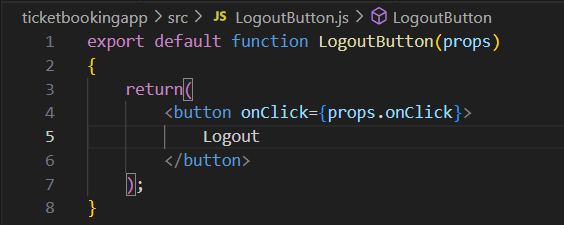 ticketbookingapp > src > JS LogoutButton.js > LogoutButton
1 export default function LogoutButton(props)
2 {
3     return(
4         <button onClick={props.onClick}>
5             Logout
6         </button>
7     );
8 }